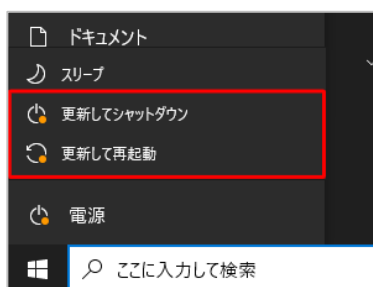 ドキュメント
スリープ
更新してシャットダウン
更新して再起動
電源
ここに入力して検索